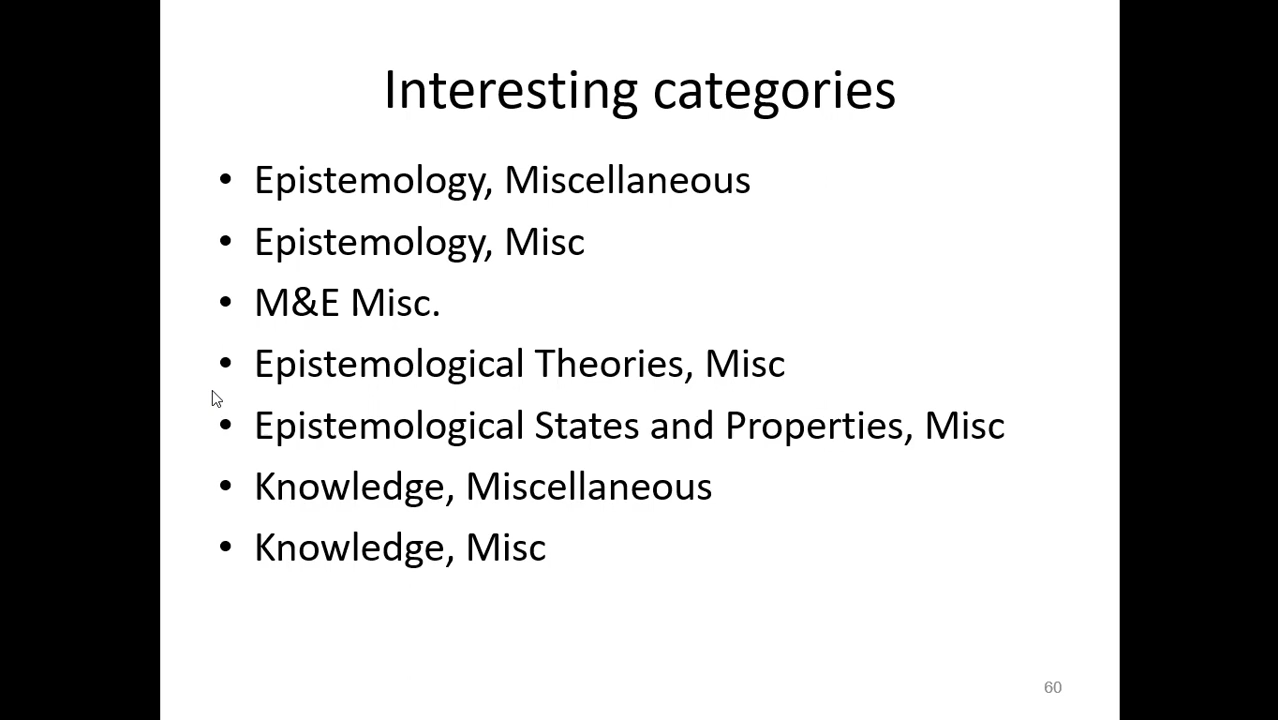 Interesting categories
• Epistemology, Miscellaneous
• Epistemology, Misc
• M&E Misc.
• Epistemological Theories, Misc
• Epistemological States and Properties, Misc
• Knowledge, Miscellaneous
• Knowledge, Misc
60